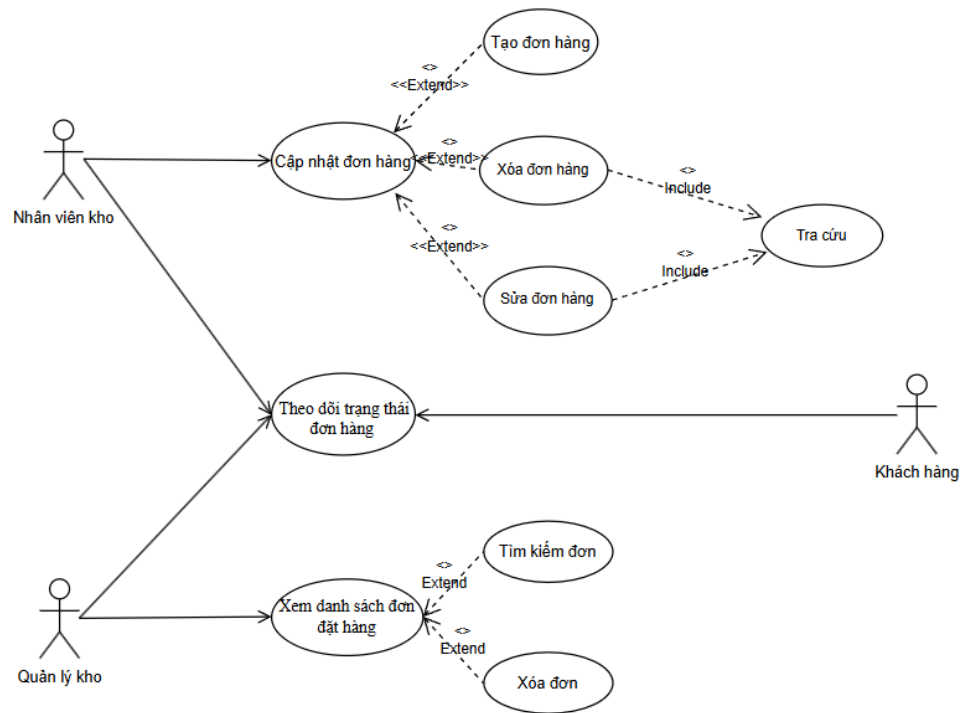 Tạo đơn hàng
<>
<<Extend>>
Cập nhật đơn hàng
<>
<<Extend>>
Xóa đơn hàng
<>
Include
Nhân viên kho
<>
<<Extend>>
Tra cứu
<>
Include
Sửa đơn hàng
Theo dõi trạng thái
đơn hàng
Khách hàng
Tìm kiếm đơn
<>
Extend
Xem danh sách đơn
đặt hàng
<>
Extend
Quản lý kho
Xóa đơn